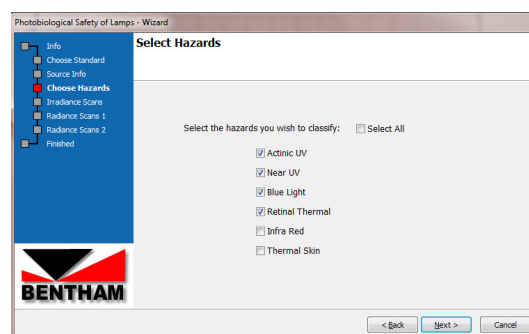 Photobiological Safety of Lamps - Wizard
Info
Choose Standard
Source Info
Choose Hazards
Irradiance Scans
Radiance Scans 1
Radiance Scans 2
Finished
BENTHAM
Select Hazards
Select the hazards you wish to classify:
Select All
Actinic UV
Near UV
Blue Light
Retinal Thermal
Infra Red
Thermal Skin
< Back
Next >
Cancel